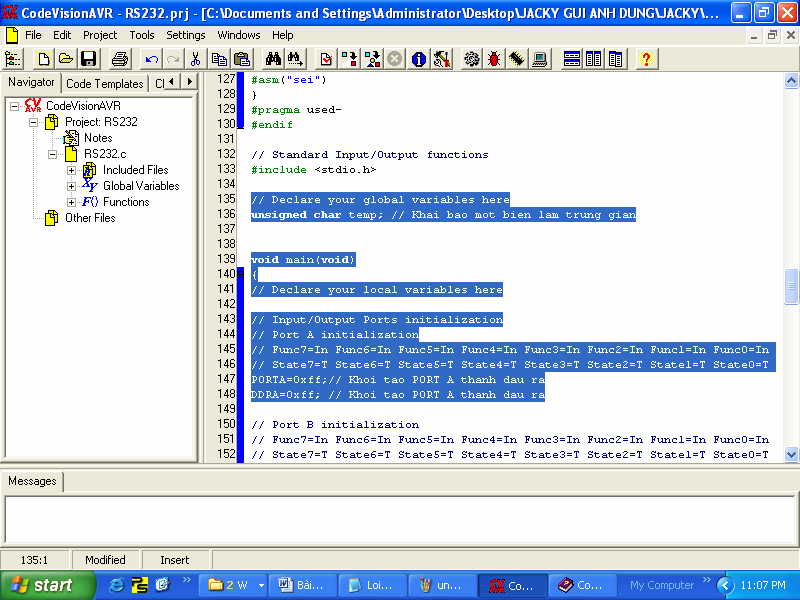 CodeVisionAVR - RS232.prj - [C:\Documents and Settings\Administrator\Desktop\JACKY GUI ANH DUNG\JACKY\...
File Edit Project Tools Settings Windows Help
Navigator Code Templates Cl
CodeVisionAVR
Project: RS232
Notes
RS232.c
Included Files
Global Variables
F() Functions
Other Files
127 #asm("sei")
128 }
129 #pragma used-
130 #endif
131
132 // Standard Input/Output functions
133 #include <stdio.h>
134
135 // Declare your global variables here
136 unsigned char temp; // Khai bao mot bien lam trung gian
137
138
139 void main(void)
140 {
141 // Declare your local variables here
142
143 // Input/Output Ports initialization
144 // Port A initialization
145 // Func7=In Func6=In Func5=In Func4=In Func3=In Func2=In Func1=In Func0=In
146 // State7=T State6=T State5=T State4=T State3=T State2=T State1=T State0=T
147 PORTA=0xff;// Khoi tao PORT A thanh dau ra
148 DDRA=0xff; // Khoi tao PORT A thanh dau ra
149
150 // Port B initialization
151 // Func7=In Func6=In Func5=In Func4=In Func3=In Func2=In Func1=In Func0=In
152 // State7=T State6=T State5=T State4=T State3=T State2=T State1=T State0=T
Messages
135:1 Modified Insert
start 2 W Bài... Loi... un... Co... Co... My Computer 11:07 PM